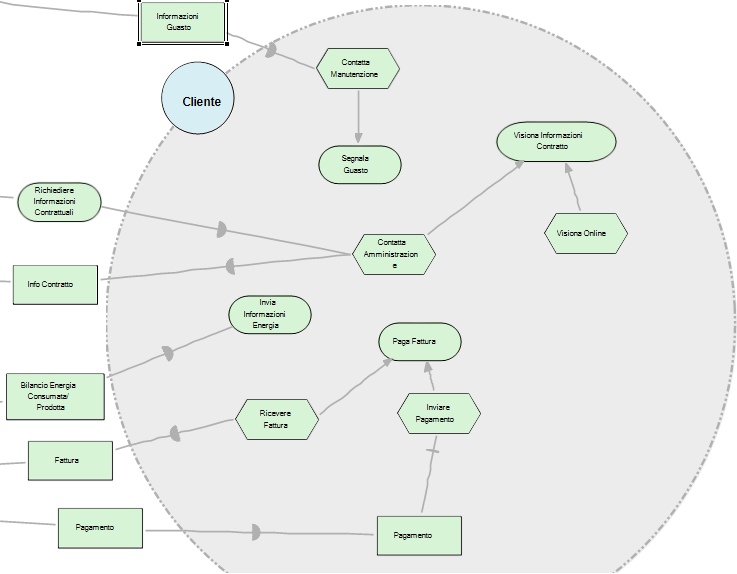 Informazioni
Guasto
Contatta
Manutenzione
Cliente
Visiona Informazioni
Contratto
Segnala
Guasto
Richiedere
Informazioni
Contrattuali
Visiona Online
Contatta
Amministrazion
e
Info Contratto
Invia
Informazioni
Energia
Paga Fattura
Bilancio Energia
Consumata/
Prodotta
Ricevere
Fattura
Inviare
Pagamento
Fattura
Pagamento
Pagamento